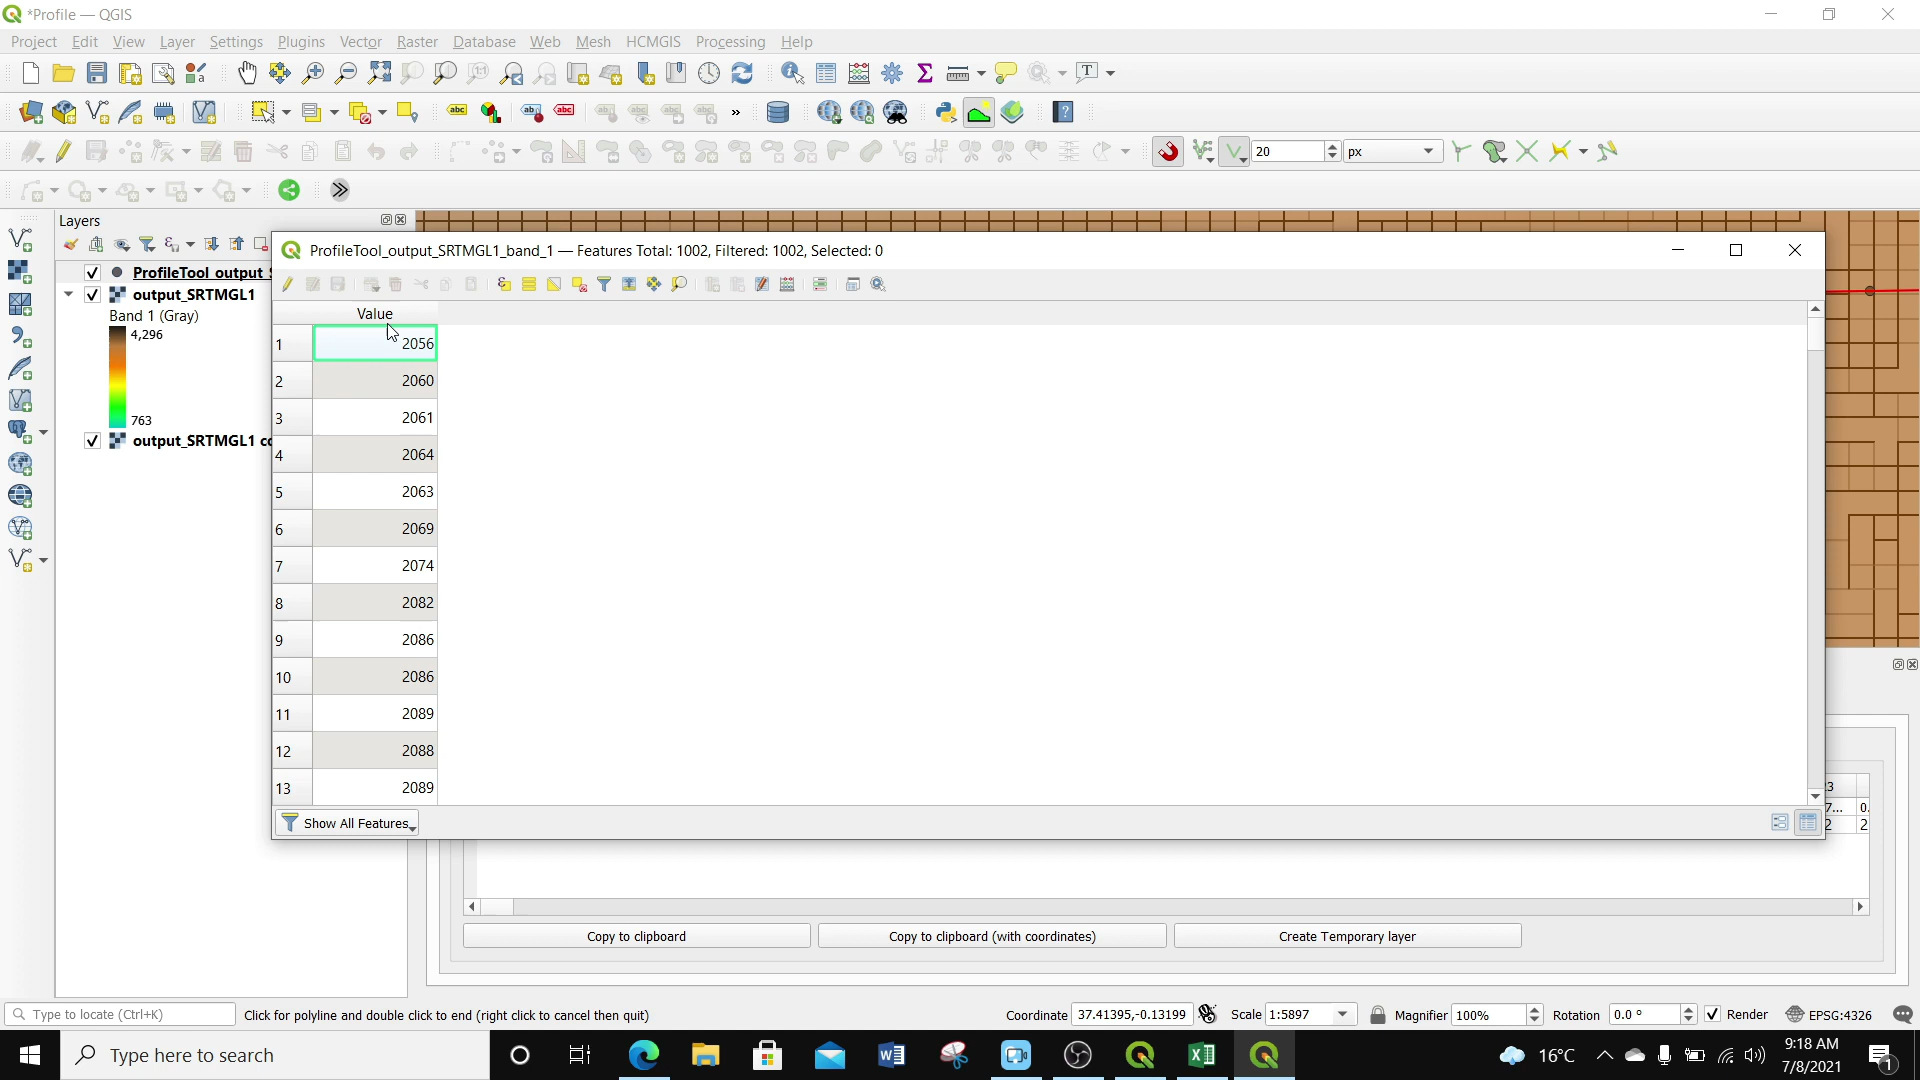 *Profile — QGIS
Project Edit View Layer Settings Plugins Vector Raster Database Web Mesh HCMGIS Processing Help
20 px
Layers
ProfileTool_output_SRTMGL1_band_1 — Features Total: 1002, Filtered: 1002, Selected: 0
ProfileTool output
output_SRTMGL1
Band 1 (Gray)
4,296
763
output_SRTMGL1 co
Value
1 2056
2 2060
3 2061
4 2064
5 2063
6 2069
7 2074
8 2082
9 2086
10 2086
11 2089
12 2088
13 2089
Show All Features
Copy to clipboard Copy to clipboard (with coordinates) Create Temporary layer
Type to locate (Ctrl+K) Click for polyline and double click to end (right click to cancel then quit) Coordinate 37.41395,-0.13199 Scale 1:5897 Magnifier 100% Rotation 0.0 ° Render EPSG:4326
Type here to search 16°C 9:18 AM
7/8/2021
1